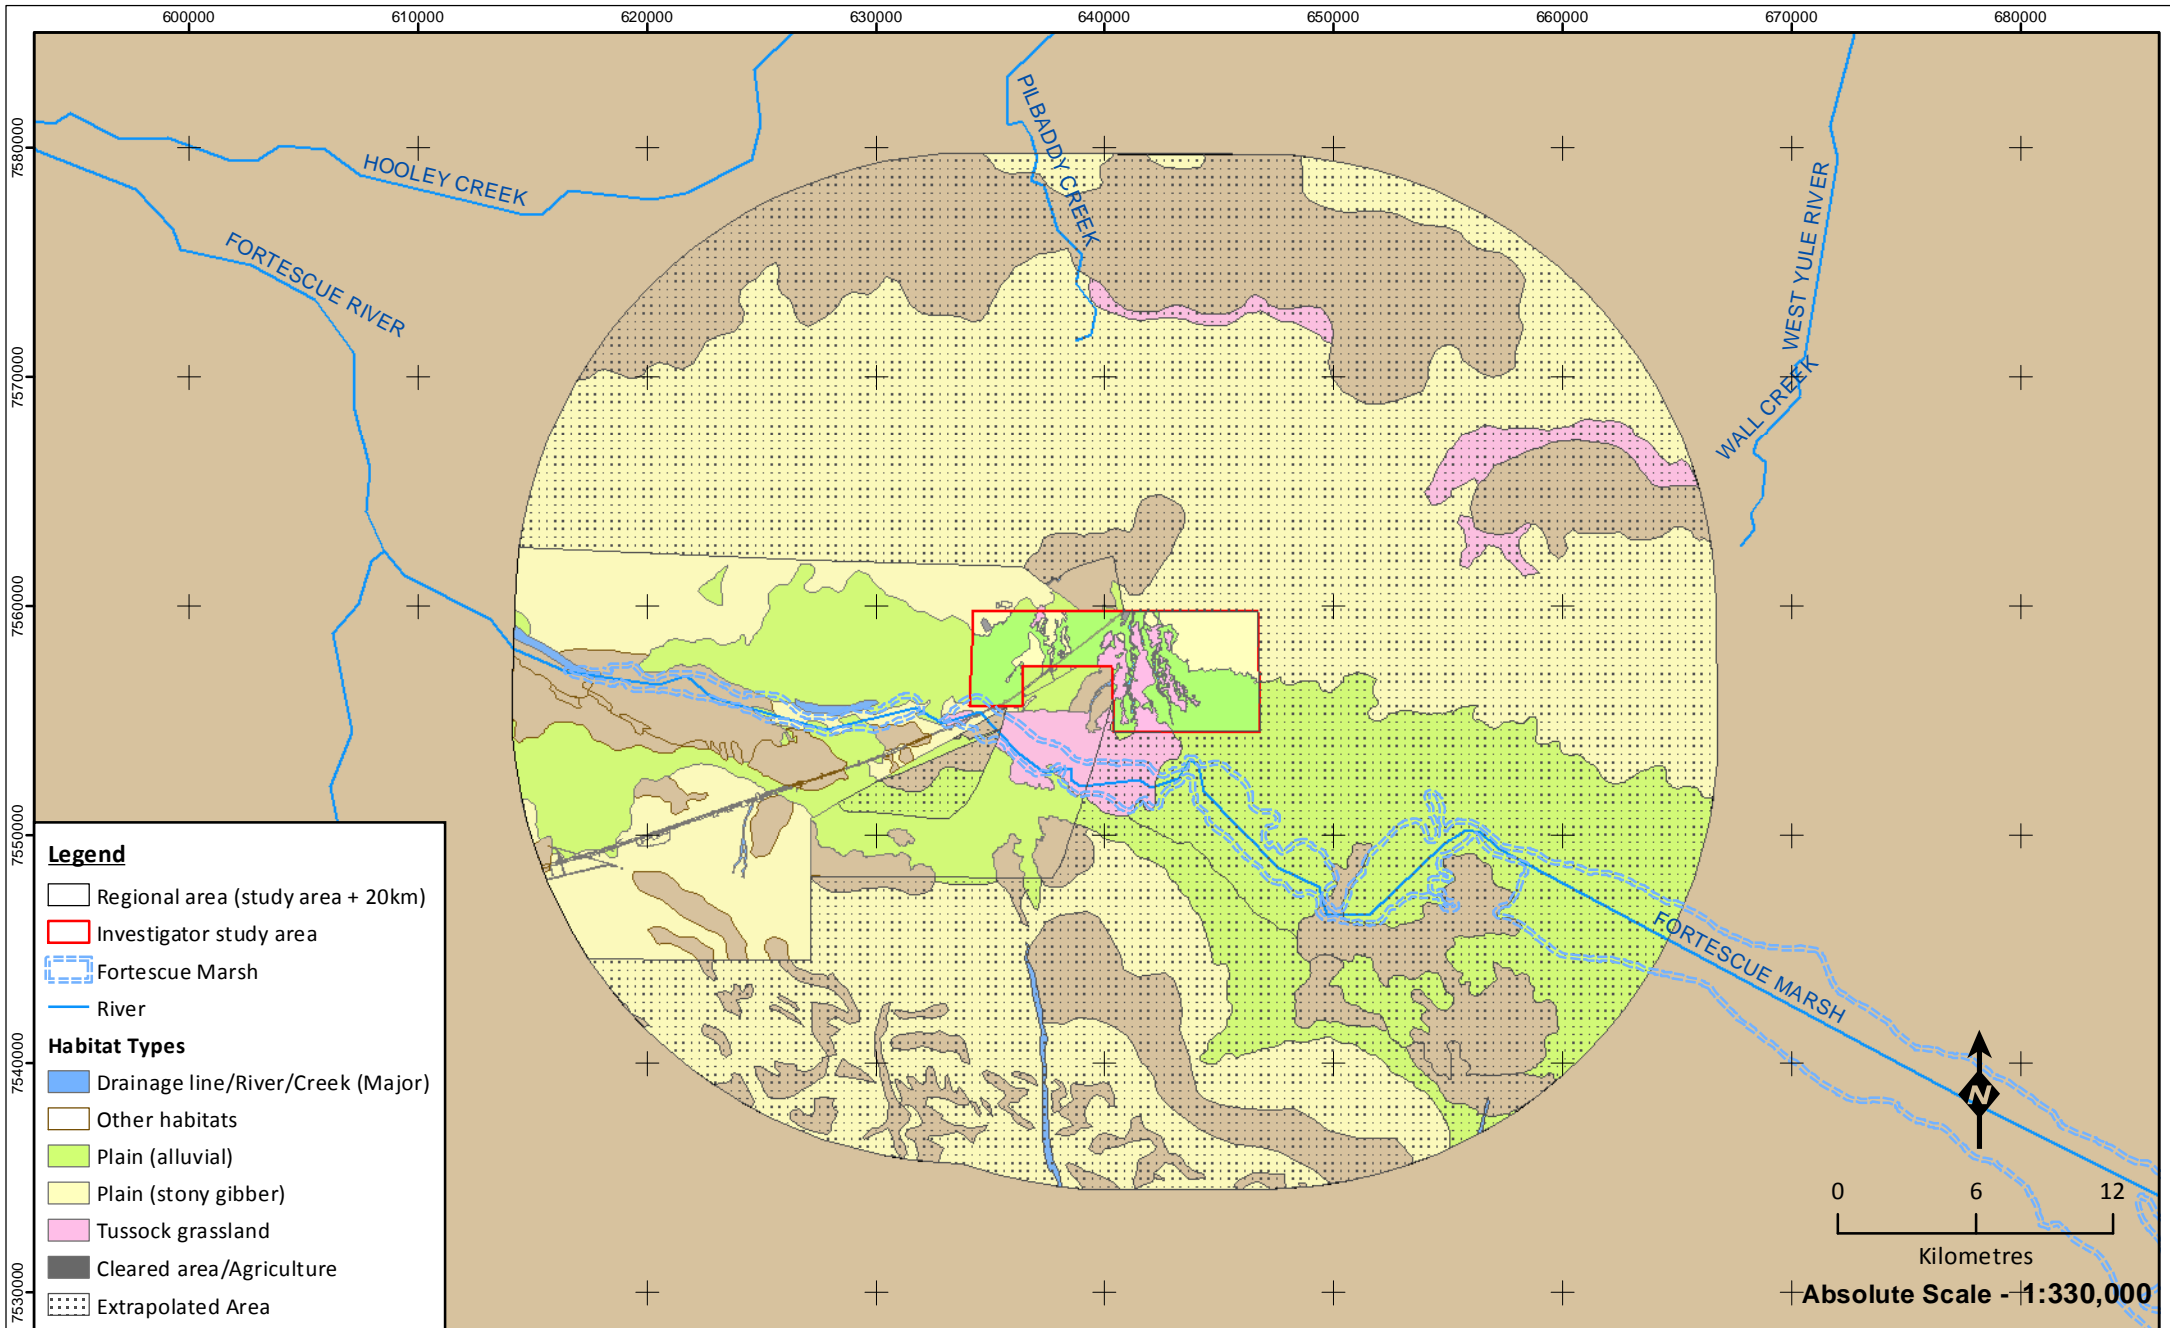 600000 610000 620000 630000 640000 650000 660000 670000 680000
7580000
7570000
7560000
7550000
7540000
7530000
HOOLEY CREEK
FORTESCUE RIVER
PILBADDY CREEK
WEST YULE RIVER
WALL CREEK
FORTESCUE MARSH
Legend
Regional area (study area + 20km)
Investigator study area
Fortescue Marsh
River
Habitat Types
Drainage line/River/Creek (Major)
Other habitats
Plain (alluvial)
Plain (stony gibber)
Tussock grassland
Cleared area/Agriculture
Extrapolated Area
N
0 6 12
Kilometres
Absolute Scale - 1:330,000